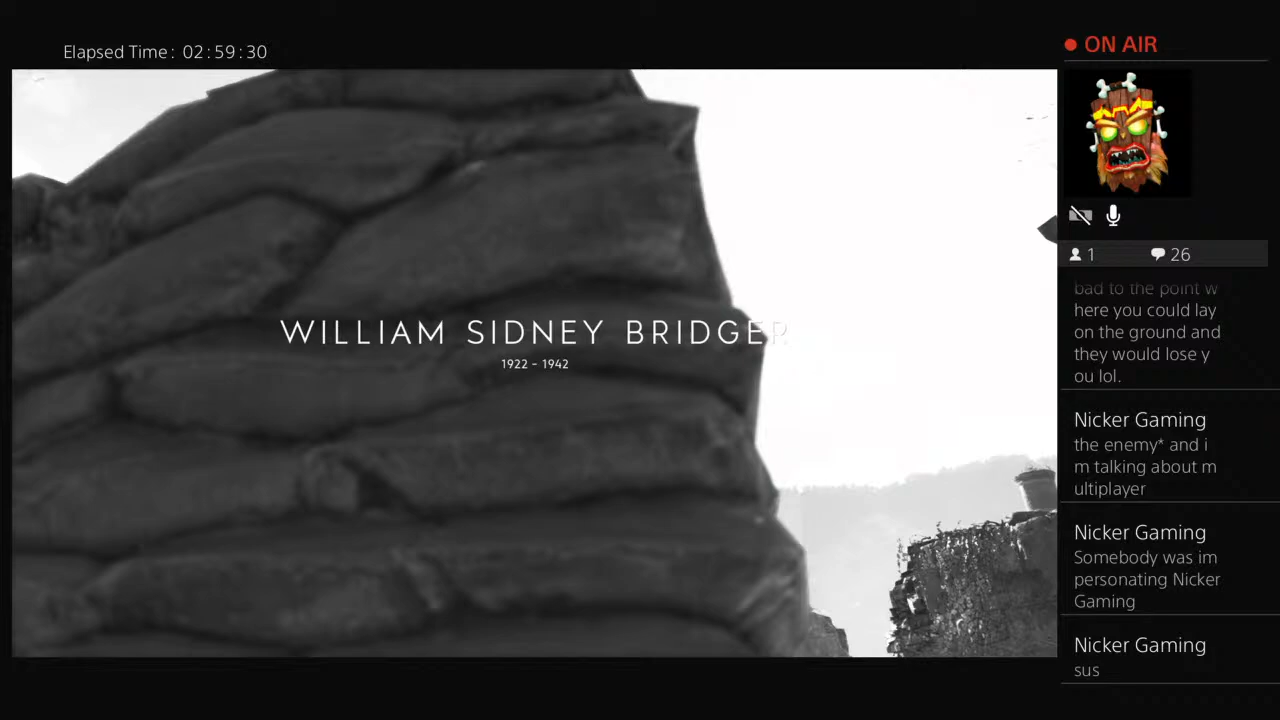 Elapsed Time: 02:59:30
ON AIR
WILLIAM SIDNEY BRIDGER
1922 - 1942
1
26
bad to the point w
here you could lay
on the ground and
they would lose y
ou lol.
Nicker Gaming
the enemy* and i
m talking about m
ultiplayer
Nicker Gaming
Somebody was im
personating Nicker
Gaming
Nicker Gaming
sus